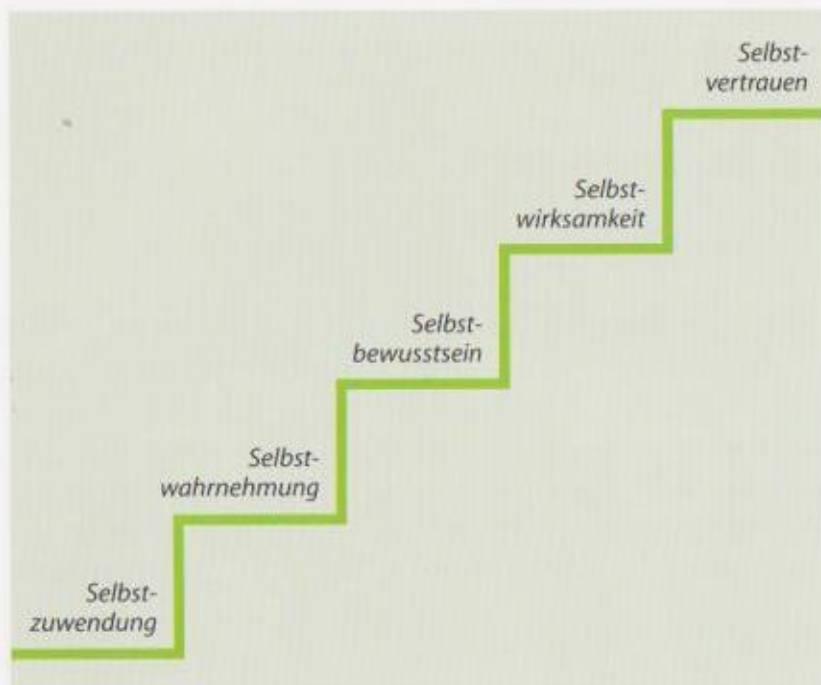 Selbst-
vertrauen
Selbst-
wirksamkeit
Selbst-
bewusstsein
Selbst-
wahrnehmung
Selbst-
zuwendung